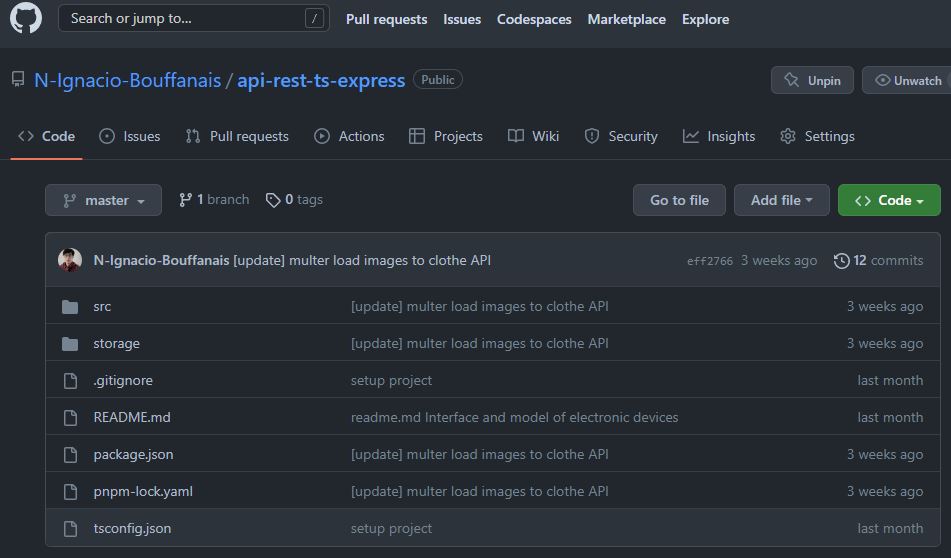 Search or jump to... /
Pull requests Issues Codespaces Marketplace Explore
N-Ignacio-Bouffanais / api-rest-ts-express Public
Unpin Unwatch
Code Issues Pull requests Actions Projects Wiki Security Insights Settings
master 1 branch 0 tags Go to file Add file Code
N-Ignacio-Bouffanais [update] multer load images to clothe API eff2766 3 weeks ago 12 commits
src [update] multer load images to clothe API 3 weeks ago
storage [update] multer load images to clothe API 3 weeks ago
.gitignore setup project last month
README.md readme.md Interface and model of electronic devices last month
package.json [update] multer load images to clothe API 3 weeks ago
pnpm-lock.yaml [update] multer load images to clothe API 3 weeks ago
tsconfig.json setup project last month